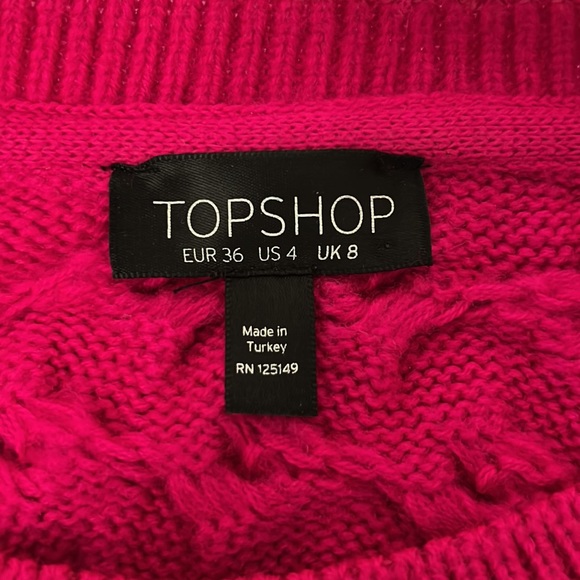 TOPSHOP
EUR 36 US 4 UK 8
Made in
Turkey
RN 125149